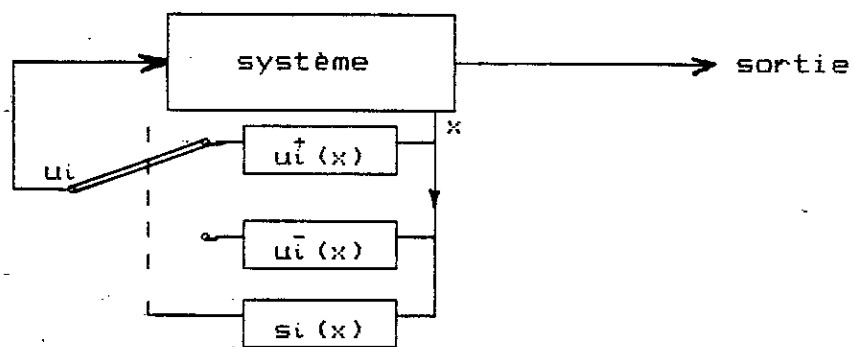 système
sortie
x
ui
ui⁺(x)
ui⁻(x)
si(x)